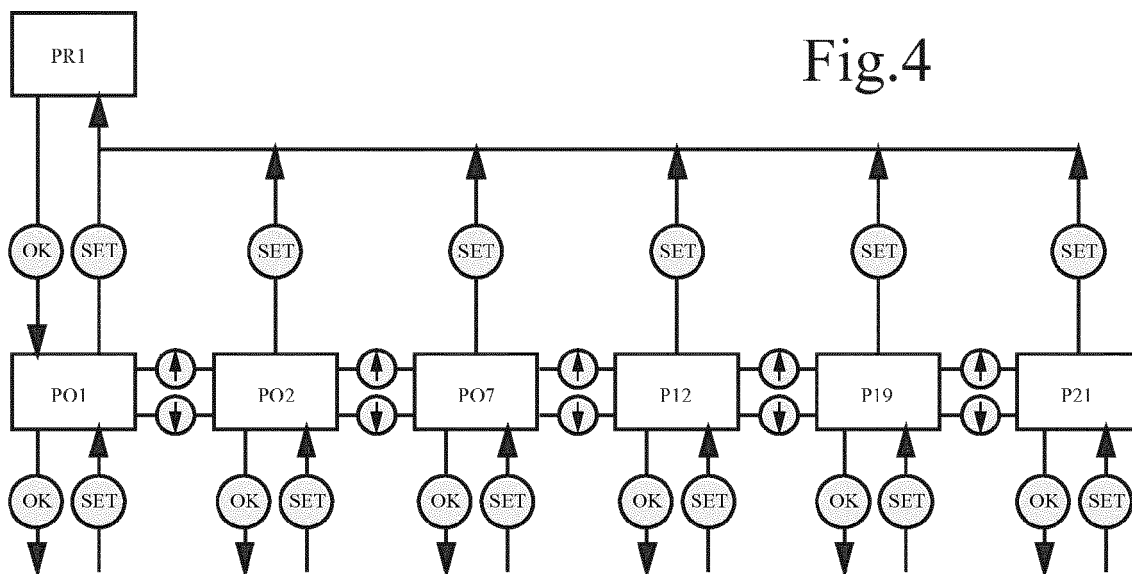 PR1
Fig.4
OK SET SET SET SET SET SET
PO1 PO2 PO7 P12 P19 P21
OK SET OK SET OK SET OK SET OK SET OK SET